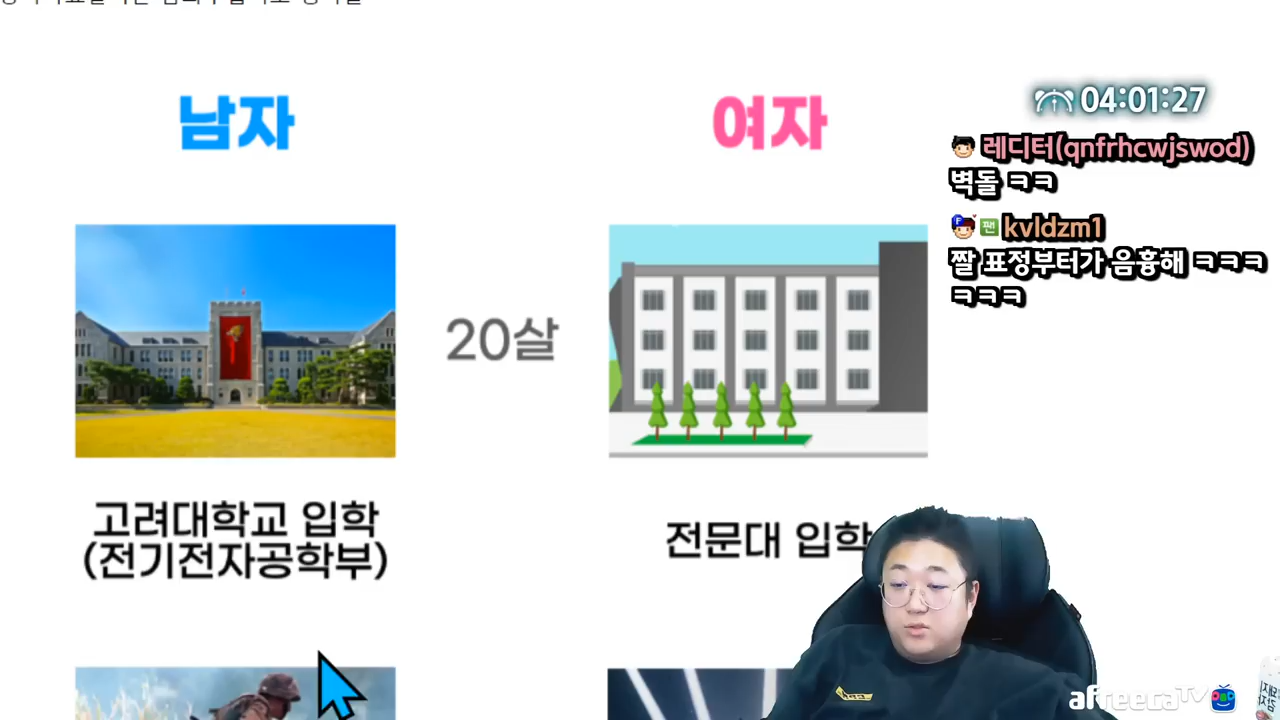 남자
여자
04:01:27
레디터(qnfrhcwjswod)
벽돌 ㅋㅋ
팬 kvldzm1
짤 표정부터가 음흉해 ㅋㅋㅋ
ㅋㅋㅋ
20살
고려대학교 입학
(전기전자공학부)
전문대 입학
afreecaTV